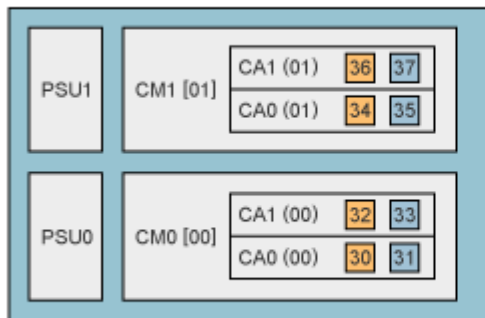 PSU1
CM1 [01]
CA1 (01) 36 37
CA0 (01) 34 35
PSU0
CM0 [00]
CA1 (00) 32 33
CA0 (00) 30 31